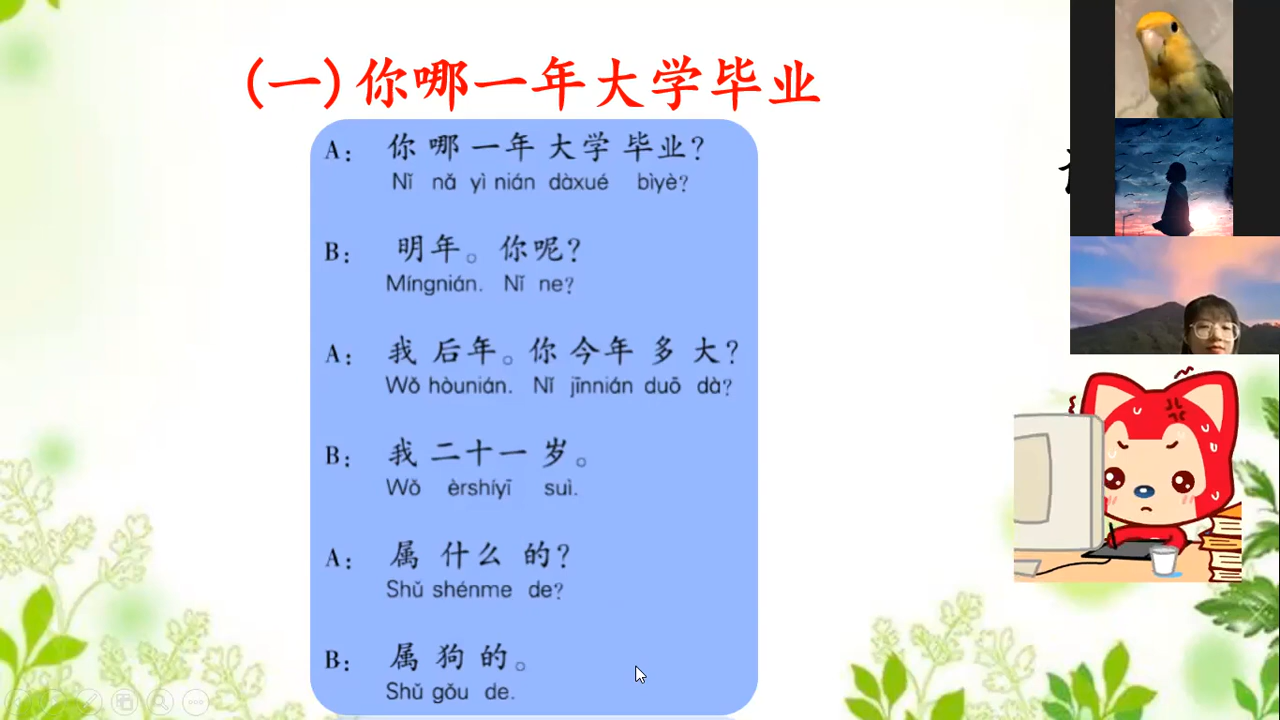 (一)你哪一年大学毕业
A： 你哪一年大学毕业？
Nǐ nǎ yì nián dàxué bìyè?
B： 明年。你呢？
Míngnián. Nǐ ne?
A： 我后年。你今年多大？
Wǒ hòunián. Nǐ jīnnián duō dà?
B： 我二十一岁。
Wǒ èrshíyī suì.
A： 属什么的？
Shǔ shénme de?
B： 属狗的。
Shǔ gǒu de.